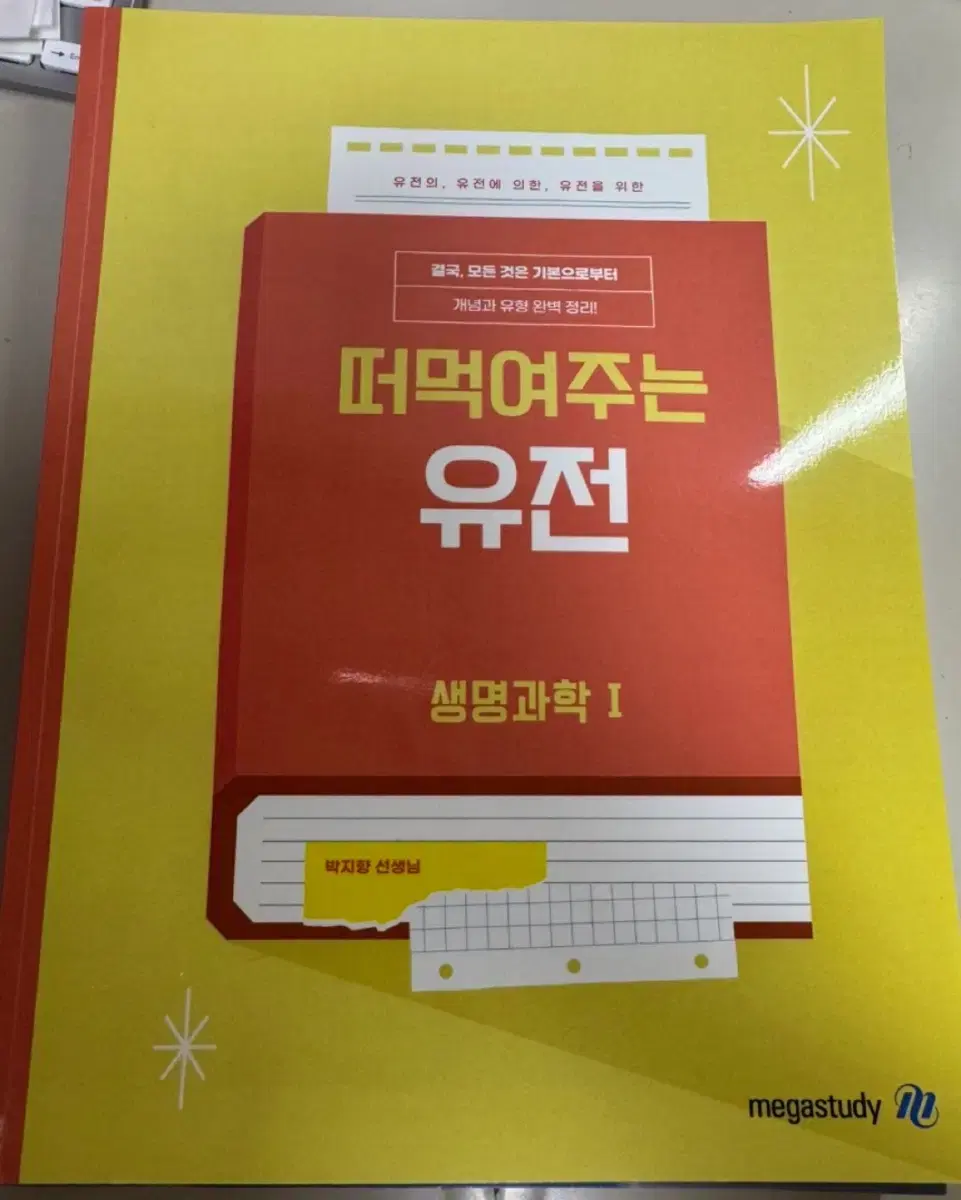 유전의, 유전에 의한, 유전을 위한
결국, 모든 것은 기본으로부터
개념과 유형 완벽 정리!
떠먹여주는
유전
생명과학 I
박지향 선생님
megastudy